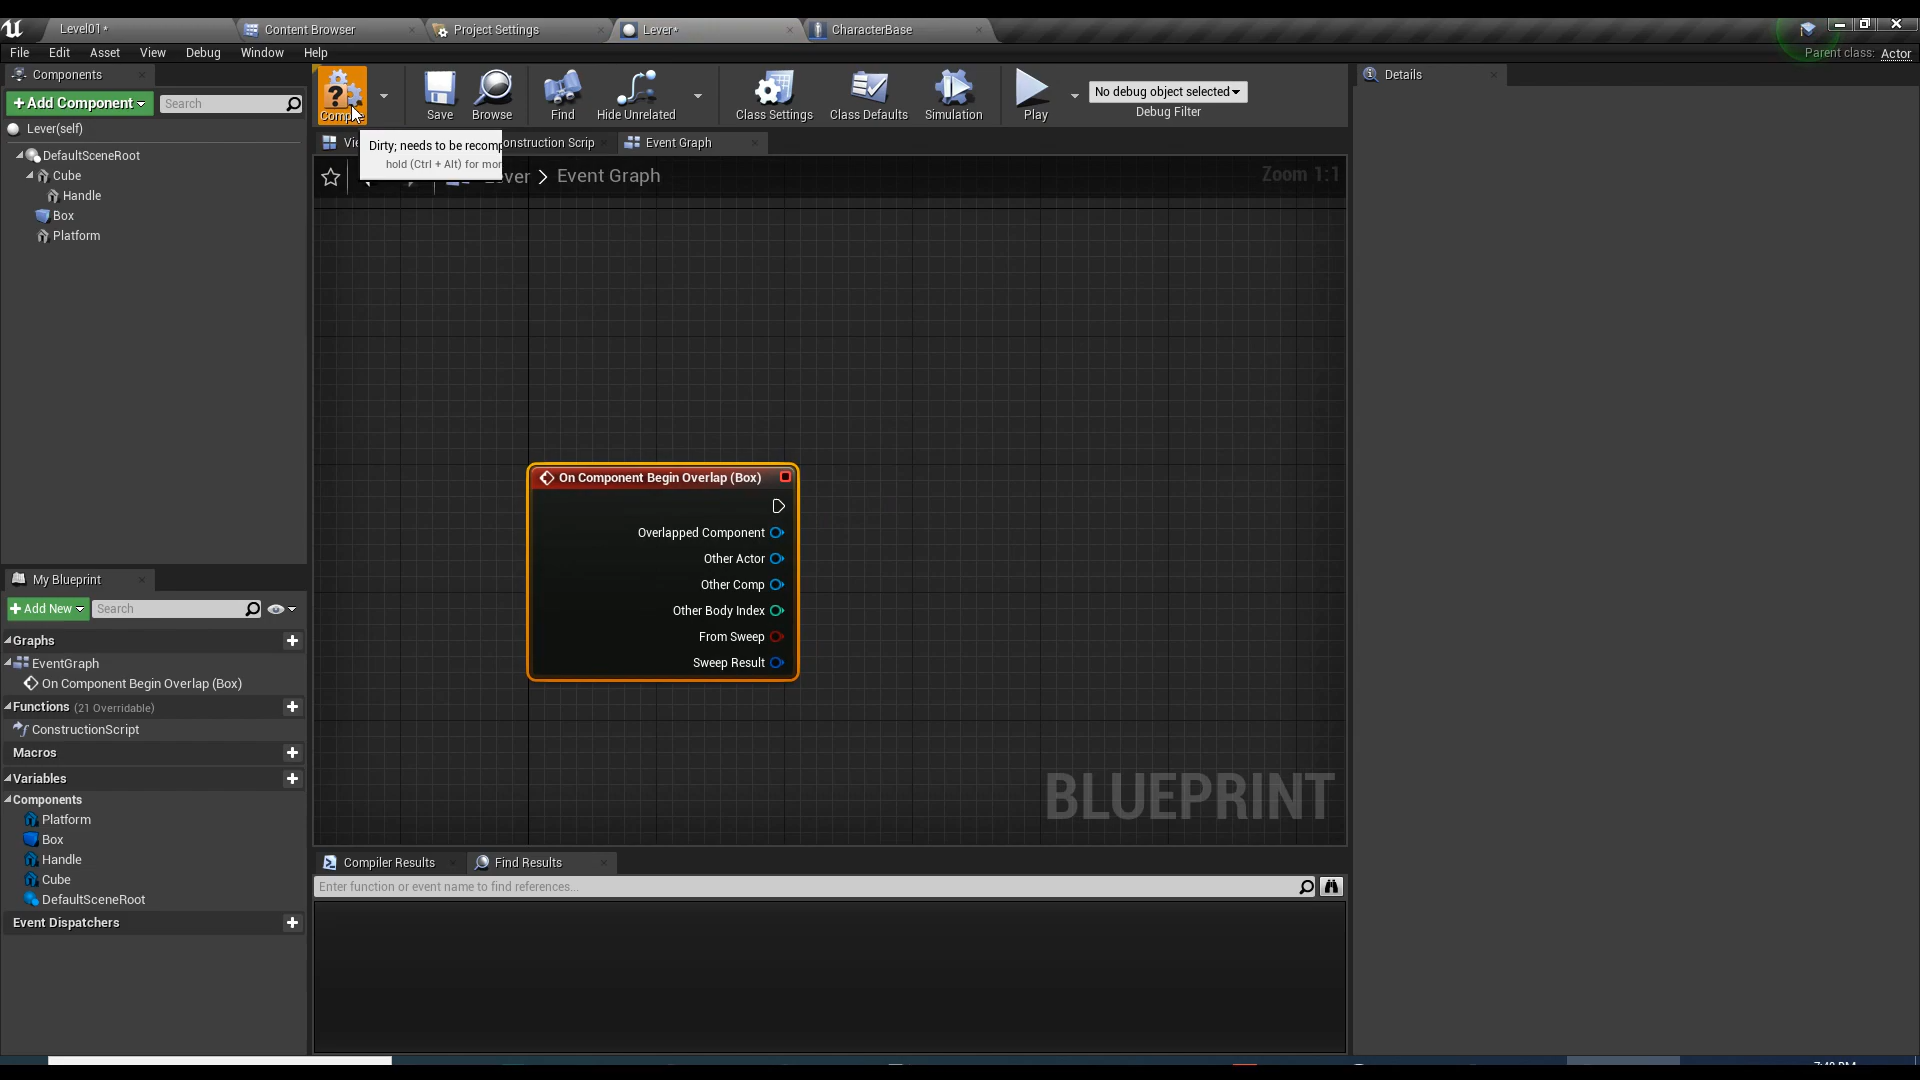 Level01*
Content Browser
Project Settings
Lever*
CharacterBase
File
Edit
Asset
View
Debug
Window
Help
Parent class: Actor
Components
+Add Component
Search
Lever(self)
DefaultSceneRoot
Cube
Handle
Box
Platform
Save
Browse
Find
Hide Unrelated
Class Settings
Class Defaults
Simulation
Play
No debug object selected
Debug Filter
Details
Dirty; needs to be recomp
hold (Ctrl + Alt) for mor
onstruction Scrip
Event Graph
> Event Graph
Zoom 1:1
On Component Begin Overlap (Box)
Overlapped Component
Other Actor
Other Comp
Other Body Index
From Sweep
Sweep Result
BLUEPRINT
My Blueprint
+Add New
Search
Graphs
EventGraph
On Component Begin Overlap (Box)
Functions (21 Overridable)
ConstructionScript
Macros
Variables
Components
Platform
Box
Handle
Cube
DefaultSceneRoot
Event Dispatchers
Compiler Results
Find Results
Enter function or event name to find references...